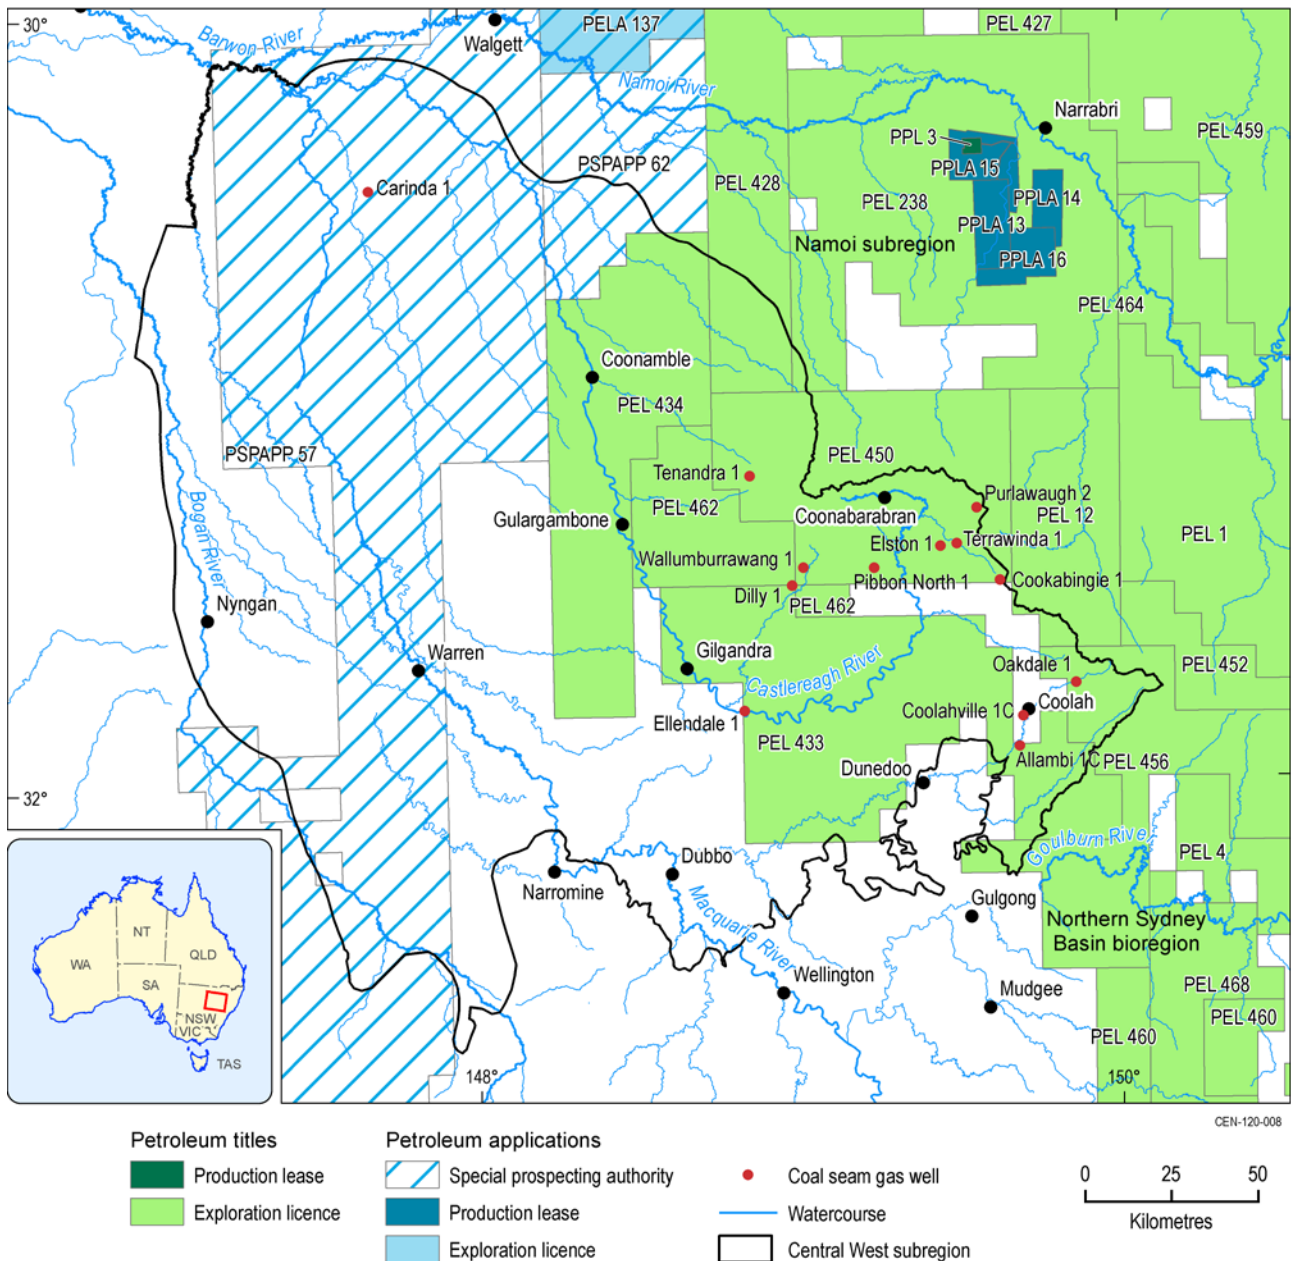 30°
Barwon River
Walgett
PELA 137
PEL 427
Namoi River
Narrabri
PEL 459
PPL 3
PPLA 15
PSPAPP 62
PEL 428
Carinda 1
PEL 238
PPLA 14
PPLA 13
Namoi subregion
PPLA 16
PEL 464
Coonamble
PEL 434
PSPAPP 57
PEL 450
Tenandra 1
Bogan River
PEL 462
Purlawaugh 2
Gulargambone
Coonabarabran
PEL 12
PEL 1
Elston 1
Terrawinda 1
Wallumburrawang 1
Pibbon North 1
Cookabingie 1
Dilly 1
PEL 462
Nyngan
Warren
Gilgandra
Castlereagh River
Oakdale 1
PEL 452
Ellendale 1
Coolahville 1C
Coolah
PEL 433
Allambi 1C
PEL 456
Dunedoo
32°
Goulburn River
PEL 4
Narromine
Dubbo
Macquarie River
Gulgong
Northern Sydney
Basin bioregion
Wellington
Mudgee
PEL 468
PEL 460
PEL 460
148°
150°
NT
QLD
WA
SA
NSW
VIC
TAS
CEN-120-008
Petroleum titles
Production lease
Exploration licence
Petroleum applications
Special prospecting authority
Production lease
Exploration licence
Coal seam gas well
Watercourse
Central West subregion
0 25 50
Kilometres